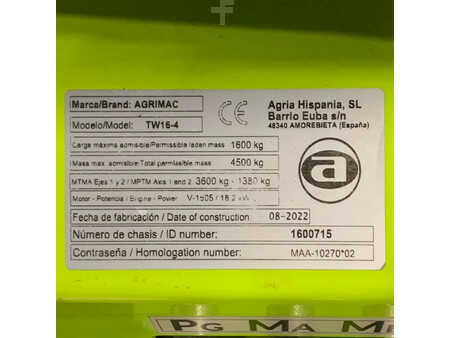 F
Marca/Brand: AGRIMAC
Modelo/Model: TW16-4
CE
Agria Hispania, SL
Barrio Euba s/n
48340 AMOREBIETA (España)
Carga máxima admisible/Permissible laden mass 1600 kg
Masa max. admisible/Total permissible mass 4500 kg
MTMA Ejes 1 y 2 / MPTM Axis 1 and 2 3600 kg - 1380 kg
Motor - Potencia / Engine - Power V-1505 / 18,2 kW
a
Fecha de fabricación / Date of construction 08-2022
Número de chasis / ID number: 1600715
Contraseña / Homologation number: MAA-10270*02
PG MA M